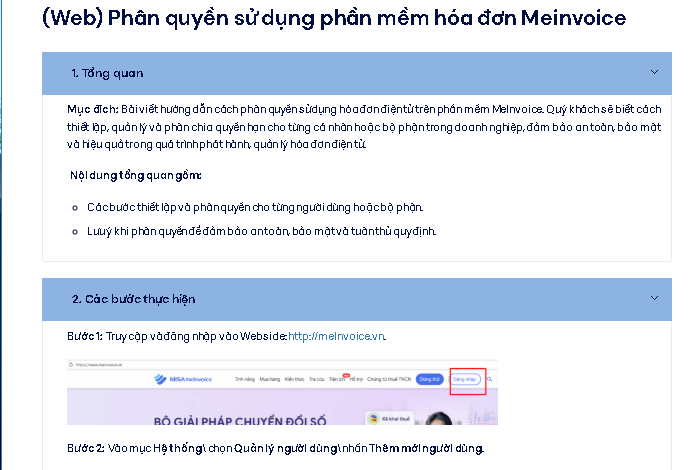 (Web) Phân quyền sử dụng phần mềm hóa đơn Meinvoice
1. Tổng quan
Mục đích: Bài viết hướng dẫn cách phân quyền sử dụng hóa đơn điện tử trên phần mềm MeInvoice. Quý khách sẽ biết cách
thiết lập, quản lý và phân chia quyền hạn cho từng cá nhân hoặc bộ phận trong doanh nghiệp, đảm bảo an toàn, bảo mật
và hiệu quả trong quá trình phát hành, quản lý hóa đơn điện tử.
Nội dung tổng quan gồm:
Các bước thiết lập và phân quyền cho từng người dùng hoặc bộ phận.
Lưu ý khi phân quyền để đảm bảo an toàn, bảo mật và tuân thủ quy định.
2. Các bước thực hiện
Bước 1: Truy cập và đăng nhập vào Webside:http://meInvoice.vn.
https://www.meinvoice.vn
MISA meInvoice Tính năng Mua hàng Kiến thức Tra cứu Tiện ích Hỗ trợ Chứng từ thuế TNCN Dùng thử Đăng nhập
BỘ GIẢI PHÁP CHUYỂN ĐỔI SỐ
Kê khai thuế
Bước 2: Vào mục Hệ thống\ chọn Quản lý người dùng\nhấn Thêm mới người dùng.